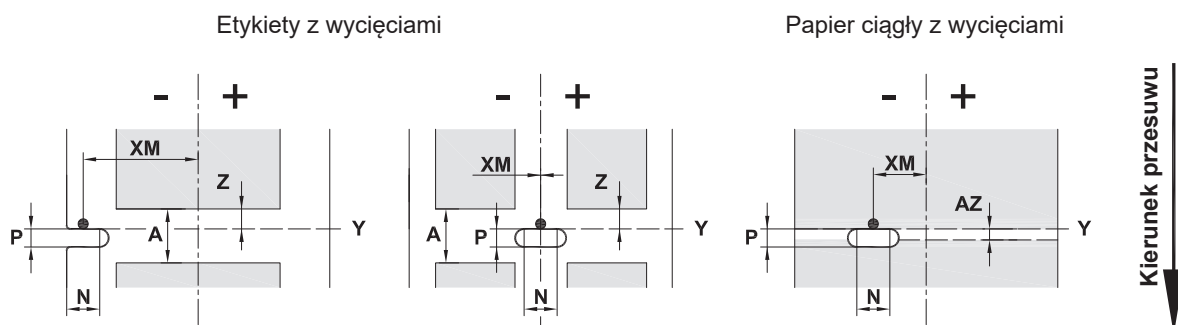 Etykiety z wycięciami
Papier ciągły z wycięciami
- +
XM
Z
P
A
Y
N
- +
XM
Z
A
P
Y
N
- +
XM
AZ
P
Y
N
Kierunek przesuwu